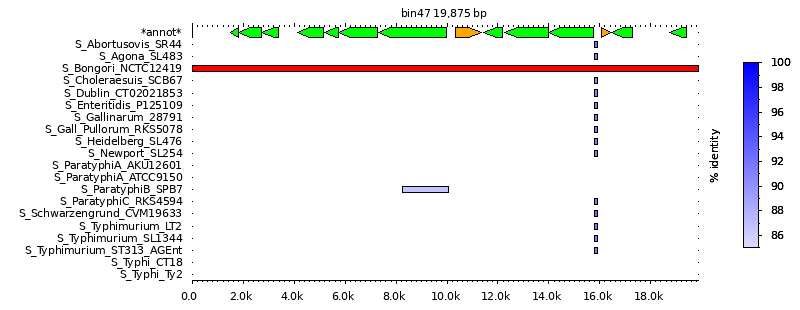 bin47 19,875 bp
*annot*
S_Abortusovis_SR44
S_Agona_SL483
S_Bongori_NCTC12419
S_Choleraesuis_SCB67
S_Dublin_CT02021853
S_Enteritidis_P125109
S_Gallinarum_28791
S_Gall_Pullorum_RKS5078
S_Heidelberg_SL476
S_Newport_SL254
S_ParatyphiA_AKU12601
S_ParatyphiA_ATCC9150
S_ParatyphiB_SPB7
S_ParatyphiC_RKS4594
S_Schwarzengrund_CVM19633
S_Typhimurium_LT2
S_Typhimurium_SL1344
S_Typhimurium_ST313_AGEnt
S_Typhi_CT18
S_Typhi_Ty2
0.0 2.0k 4.0k 6.0k 8.0k 10.0k 12.0k 14.0k 16.0k 18.0k
% identity
100
98
96
94
92
90
88
86